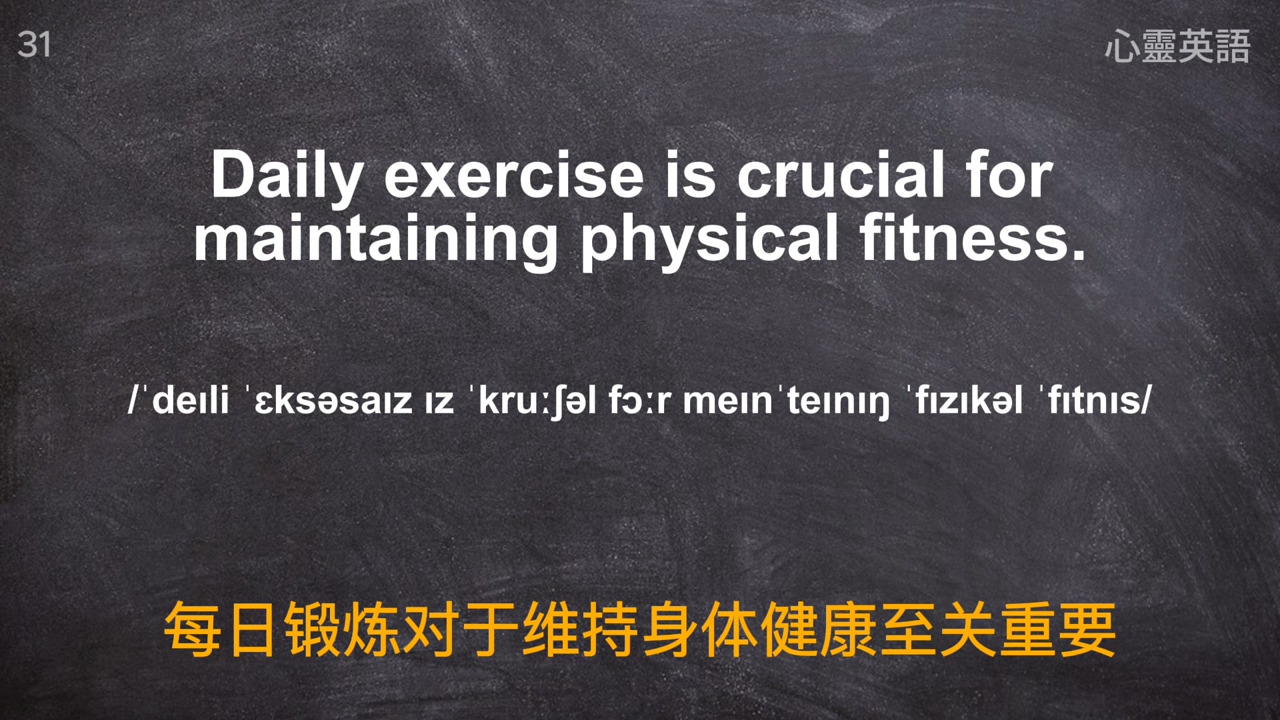 31
心靈英語
Daily exercise is crucial for
maintaining physical fitness.
/ˈdeɪli ˈɛksəsaɪz ɪz ˈkruːʃəl fɔːr meɪnˈteɪnɪŋ ˈfɪzɪkəl ˈfɪtnɪs/
每日锻炼对于维持身体健康至关重要